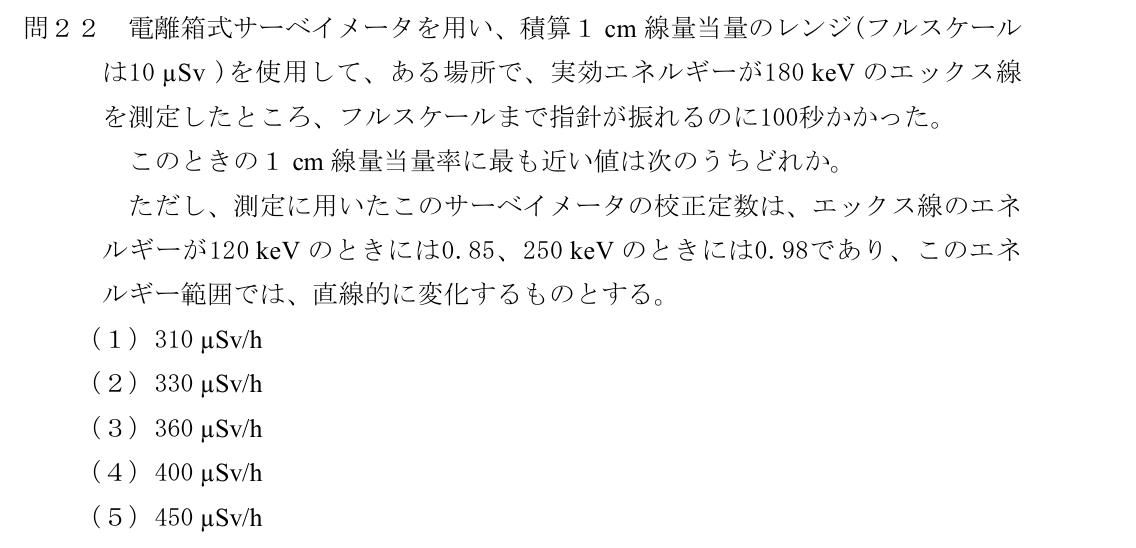 問２２　電離箱式サーベイメータを用い、積算１ cm 線量当量のレンジ(フルスケール
は10 µSv )を使用して、ある場所で、実効エネルギーが180 keV のエックス線
を測定したところ、フルスケールまで指針が振れるのに100秒かかった。
このときの１ cm 線量当量率に最も近い値は次のうちどれか。
ただし、測定に用いたこのサーベイメータの校正定数は、エックス線のエネ
ルギーが120 keV のときには0.85、250 keV のときには0.98であり、このエネ
ルギー範囲では、直線的に変化するものとする。
（１）310 µSv/h
（２）330 µSv/h
（３）360 µSv/h
（４）400 µSv/h
（５）450 µSv/h